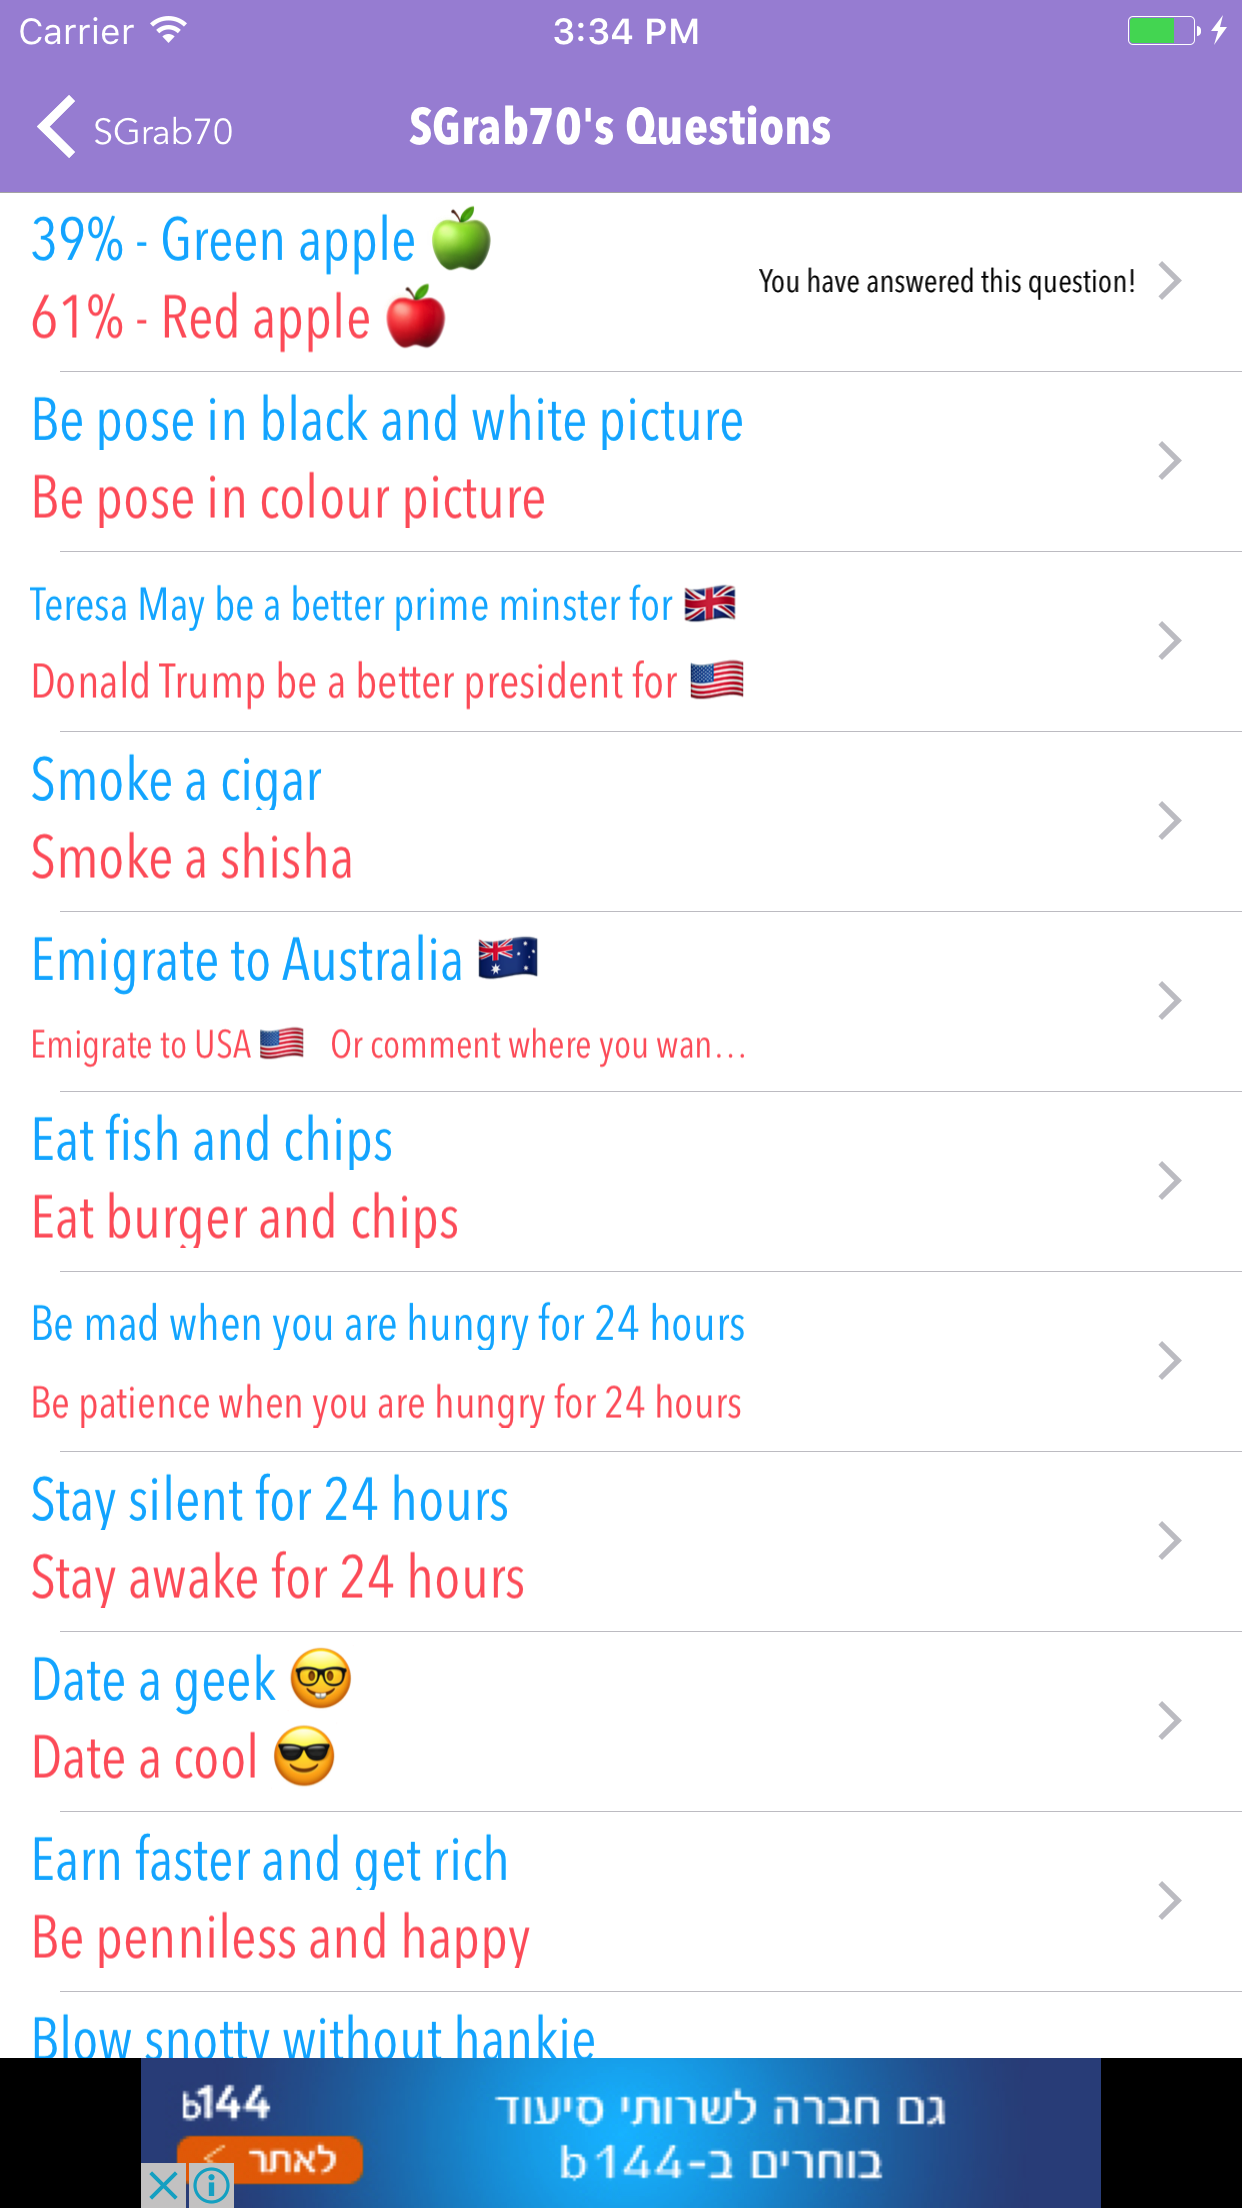 Carrier 3:34 PM
SGrab70 SGrab70's Questions
39% - Green apple 🍏
61% - Red apple 🍎
You have answered this question!
Be pose in black and white picture
Be pose in colour picture
Teresa May be a better prime minster for 🇬🇧
Donald Trump be a better president for 🇺🇸
Smoke a cigar
Smoke a shisha
Emigrate to Australia 🇦🇺
Emigrate to USA 🇺🇸 Or comment where you wan...
Eat fish and chips
Eat burger and chips
Be mad when you are hungry for 24 hours
Be patience when you are hungry for 24 hours
Stay silent for 24 hours
Stay awake for 24 hours
Date a geek 🤓
Date a cool 😎
Earn faster and get rich
Be penniless and happy
Blow snotty without hankie
b144
גם חברה לשרותי סיעוד
בוחרים ב-b144
לאתר >